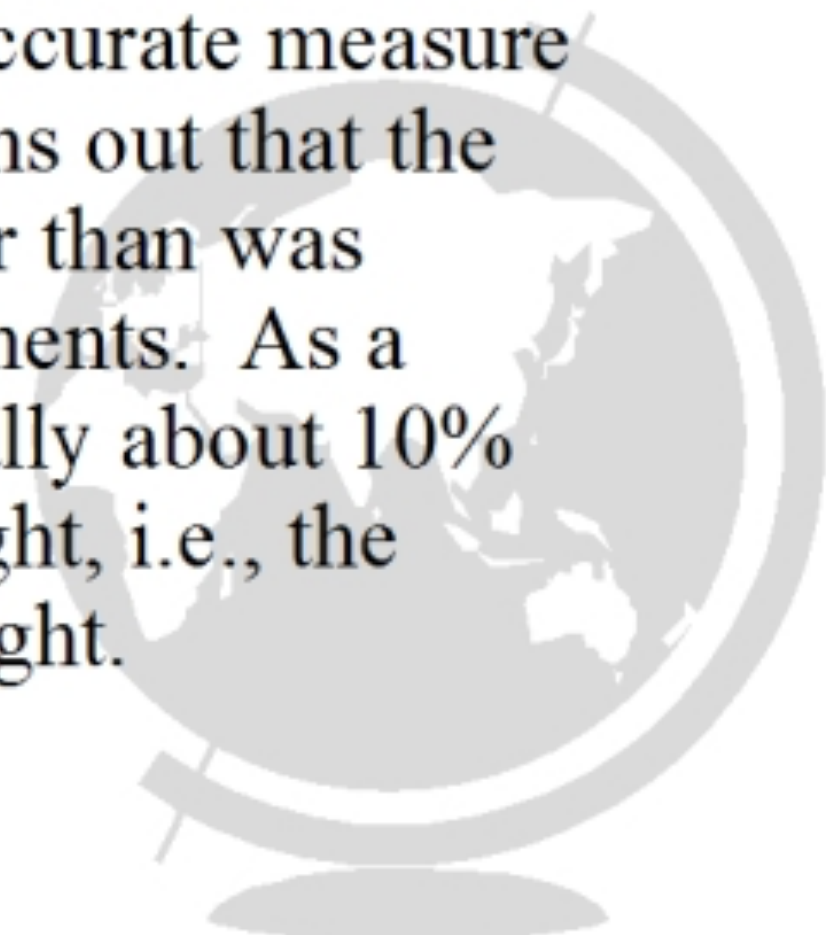 ccurate measure
ns out that the
r than was
nents. As a
lly about 10%
ght, i.e., the
ght.